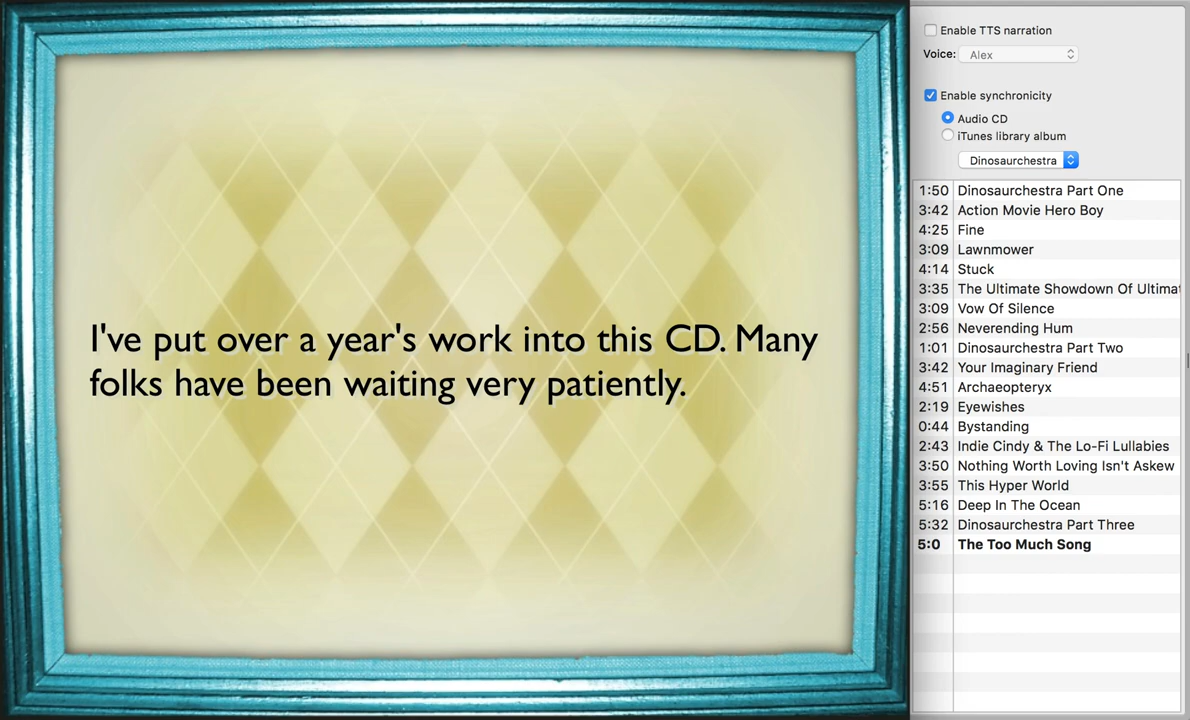 I've put over a year's work into this CD. Many
folks have been waiting very patiently.
Enable TTS narration
Voice: Alex
Enable synchronicity
Audio CD
iTunes library album
Dinosaurchestra
1:50 Dinosaurchestra Part One
3:42 Action Movie Hero Boy
4:25 Fine
3:09 Lawnmower
4:14 Stuck
3:35 The Ultimate Showdown Of Ultimat
3:09 Vow Of Silence
2:56 Neverending Hum
1:01 Dinosaurchestra Part Two
3:42 Your Imaginary Friend
4:51 Archaeopteryx
2:19 Eyewishes
0:44 Bystanding
2:43 Indie Cindy & The Lo-Fi Lullabies
3:50 Nothing Worth Loving Isn't Askew
3:55 This Hyper World
5:16 Deep In The Ocean
5:32 Dinosaurchestra Part Three
5:0 The Too Much Song